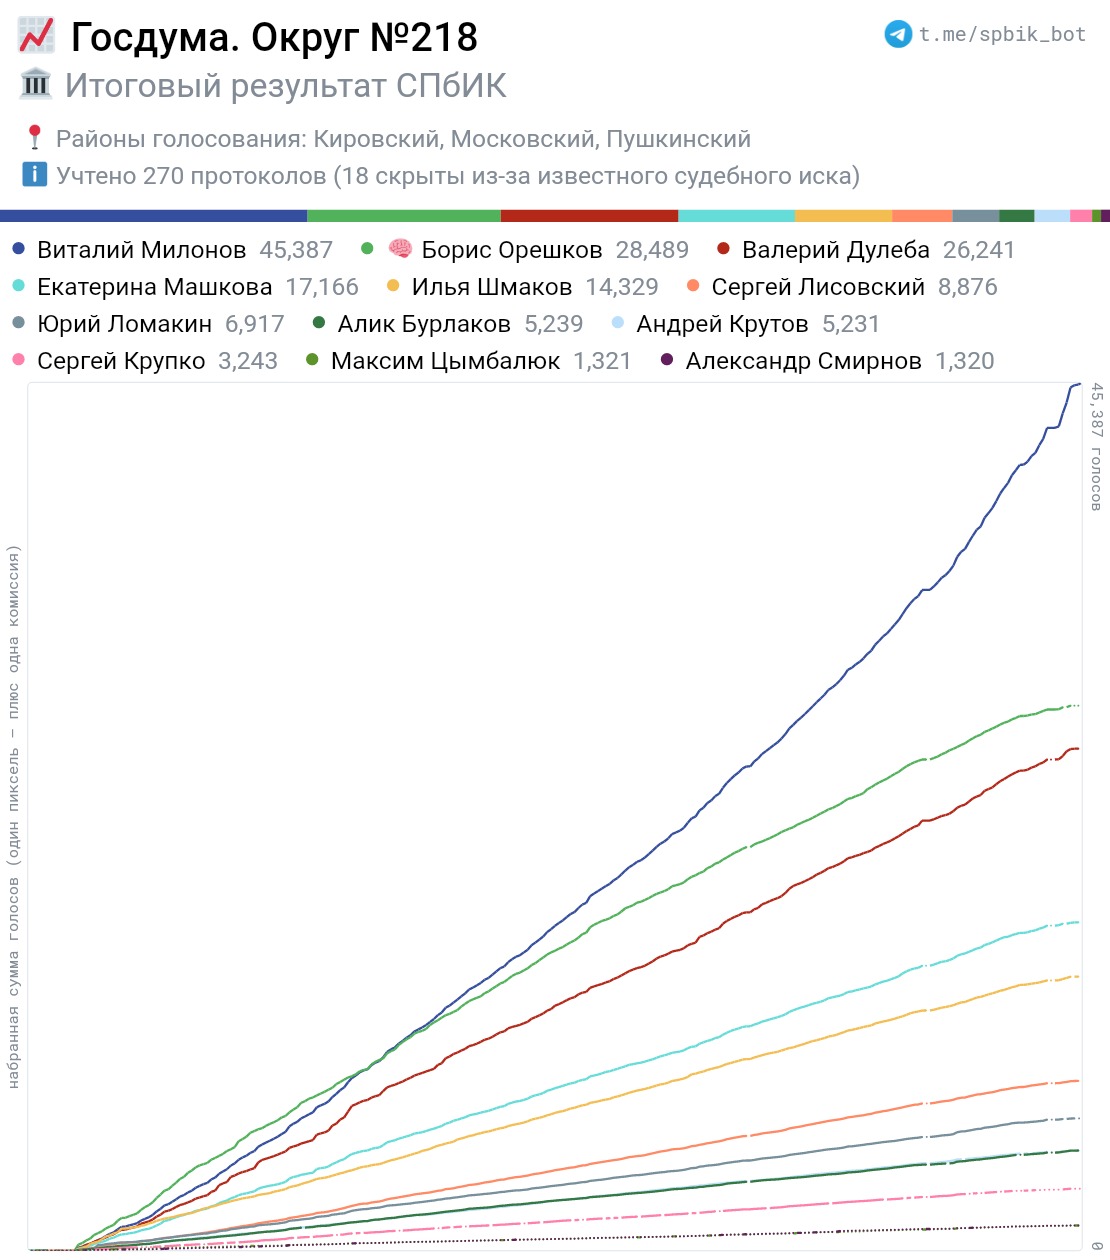 Госдума. Округ №218
t.me/spbik_bot
Итоговый результат СПбИК
Районы голосования: Кировский, Московский, Пушкинский
Учтено 270 протоколов (18 скрыты из-за известного судебного иска)
Виталий Милонов 45,387 Борис Орешков 28,489 Валерий Дулеба 26,241
Екатерина Машкова 17,166 Илья Шмаков 14,329 Сергей Лисовский 8,876
Юрий Ломакин 6,917 Алик Бурлаков 5,239 Андрей Крутов 5,231
Сергей Крупко 3,243 Максим Цымбалюк 1,321 Александр Смирнов 1,320
45,387 голосов
набранная сумма голосов (один пиксель — плюс одна комиссия)
0